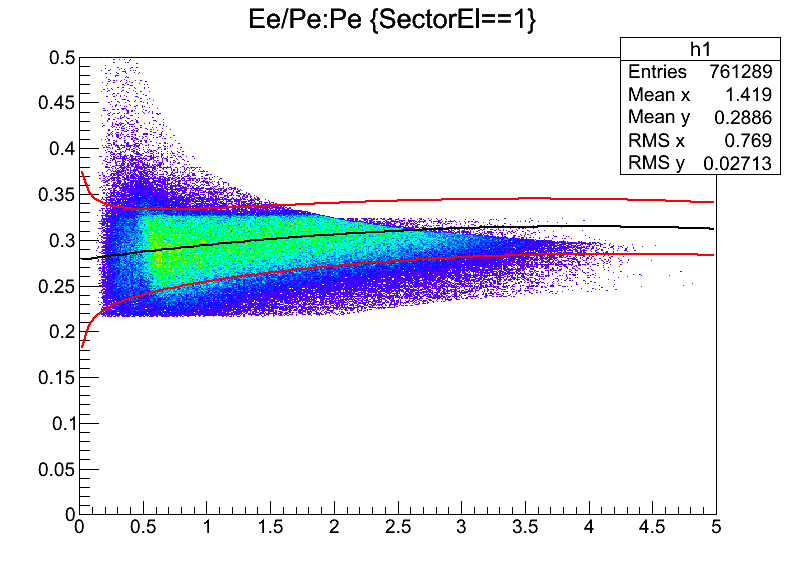 Ee/Pe:Pe {SectorEl==1}
h1
Entries 761289
Mean x 1.419
Mean y 0.2886
RMS x 0.769
RMS y 0.02713
0.5
0.45
0.4
0.35
0.3
0.25
0.2
0.15
0.1
0.05
0
0 0.5 1 1.5 2 2.5 3 3.5 4 4.5 5